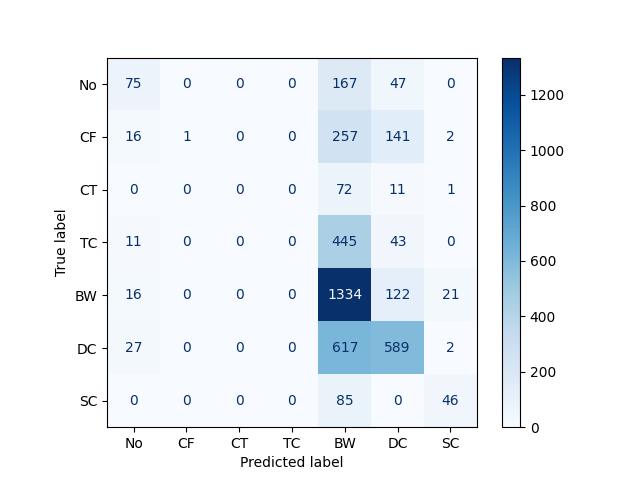 No 75 0 0 0 167 47 0
CF 16 1 0 0 257 141 2
CT 0 0 0 0 72 11 1
TC 11 0 0 0 445 43 0
BW 16 0 0 0 1334 122 21
DC 27 0 0 0 617 589 2
SC 0 0 0 0 85 0 46
No CF CT TC BW DC SC
Predicted label
True label
1200
1000
800
600
400
200
0